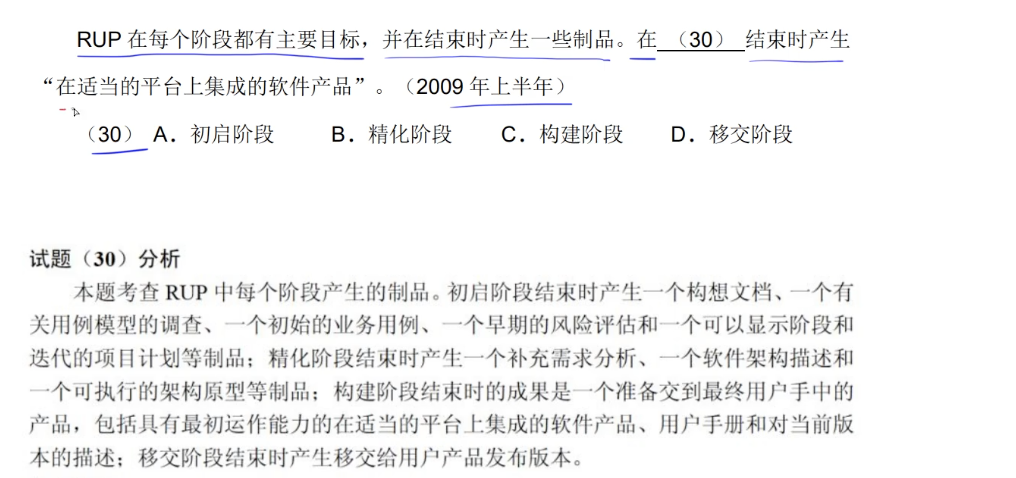 RUP 在每个阶段都有主要目标，并在结束时产生一些制品。在 （30） 结束时产生
“在适当的平台上集成的软件产品”。（2009 年上半年）
（30） A．初启阶段 B．精化阶段 C．构建阶段 D．移交阶段
试题（30）分析
本题考查 RUP 中每个阶段产生的制品。初启阶段结束时产生一个构想文档、一个有
关用例模型的调查、一个初始的业务用例、一个早期的风险评估和一个可以显示阶段和
迭代的项目计划等制品；精化阶段结束时产生一个补充需求分析、一个软件架构描述和
一个可执行的架构原型等制品；构建阶段结束时的成果是一个准备交到最终用户手中的
产品，包括具有最初运作能力的在适当的平台上集成的软件产品、用户手册和对当前版
本的描述；移交阶段结束时产生移交给用户产品发布版本。